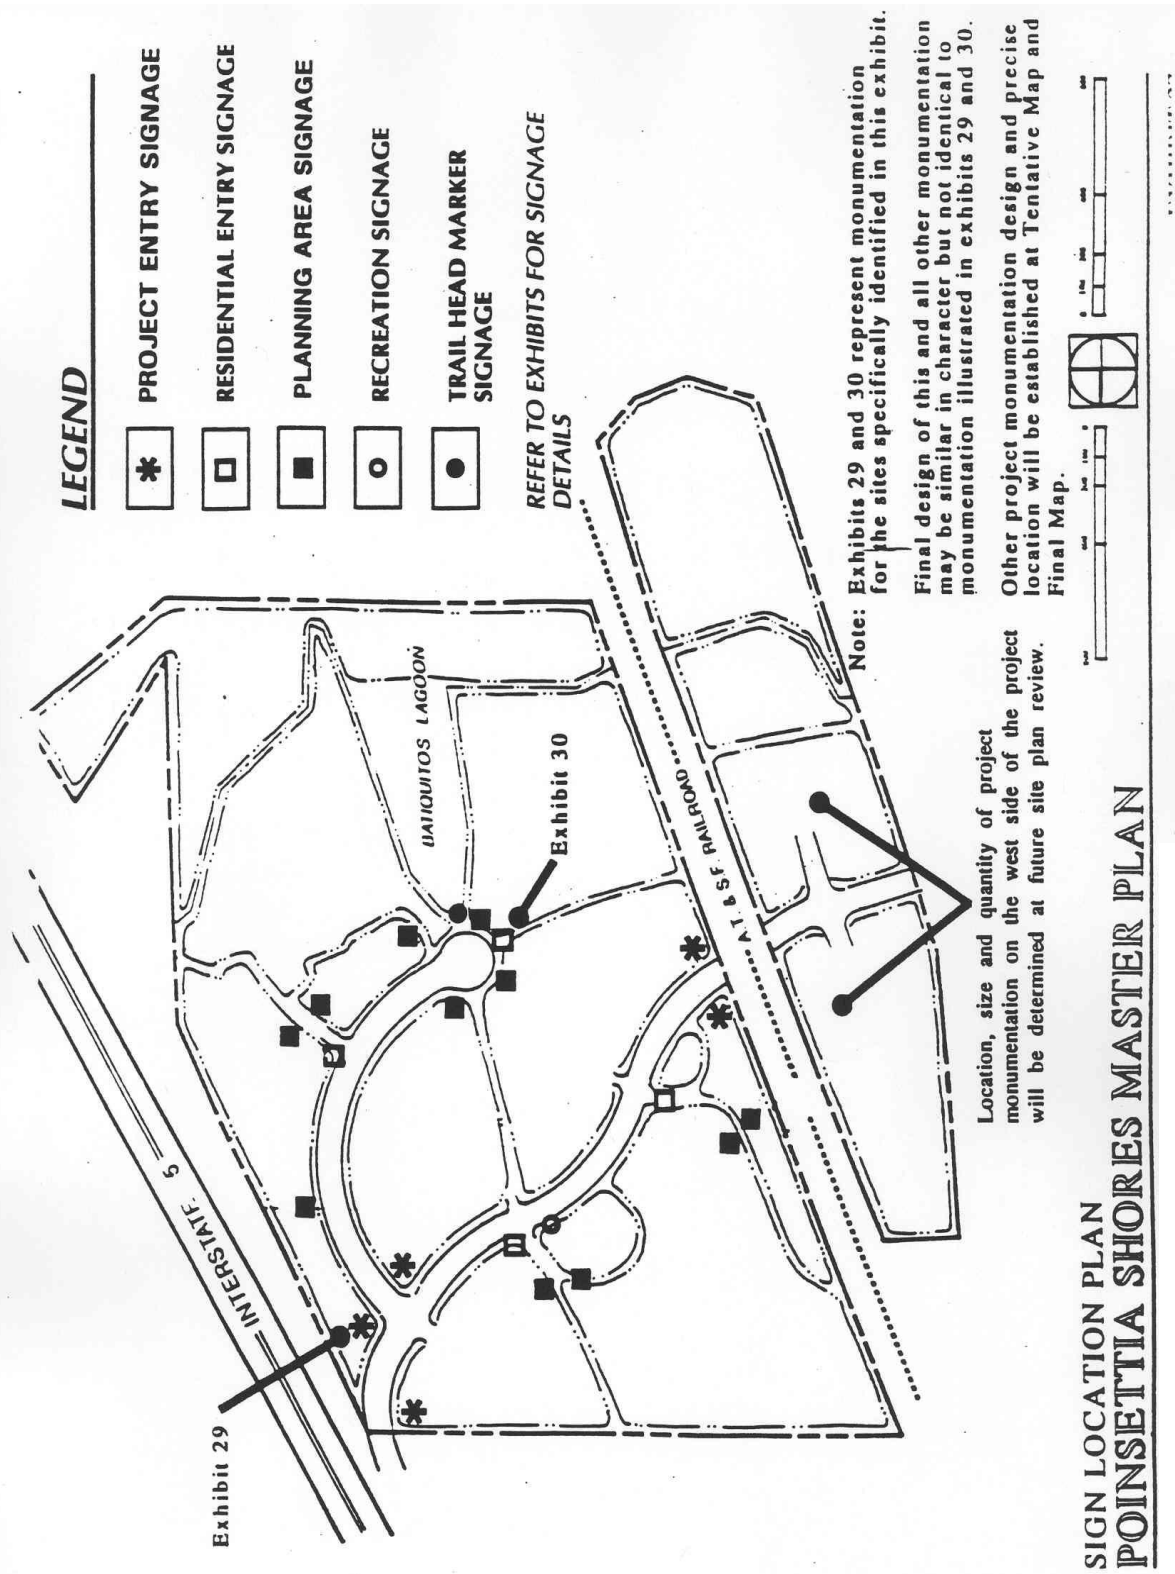 LEGEND
PROJECT ENTRY SIGNAGE
RESIDENTIAL ENTRY SIGNAGE
PLANNING AREA SIGNAGE
RECREATION SIGNAGE
TRAIL HEAD MARKER
SIGNAGE
REFER TO EXHIBITS FOR SIGNAGE
DETAILS
INTERSTATE 5
BATIQUITOS LAGOON
Exhibit 29
Exhibit 30
A.T. & S.F. RAILROAD
Note: Exhibits 29 and 30 represent monumentation
for the sites specifically identified in this exhibit.
Final design of this and all other monumentation
may be similar in character but not identical to
monumentation illustrated in exhibits 29 and 30.
Other project monumentation design and precise
location will be established at Tentative Map and
Final Map.
Location, size and quantity of project
monumentation on the west side of the project
will be determined at future site plan review.
SIGN LOCATION PLAN
POINSETTIA SHORES MASTER PLAN